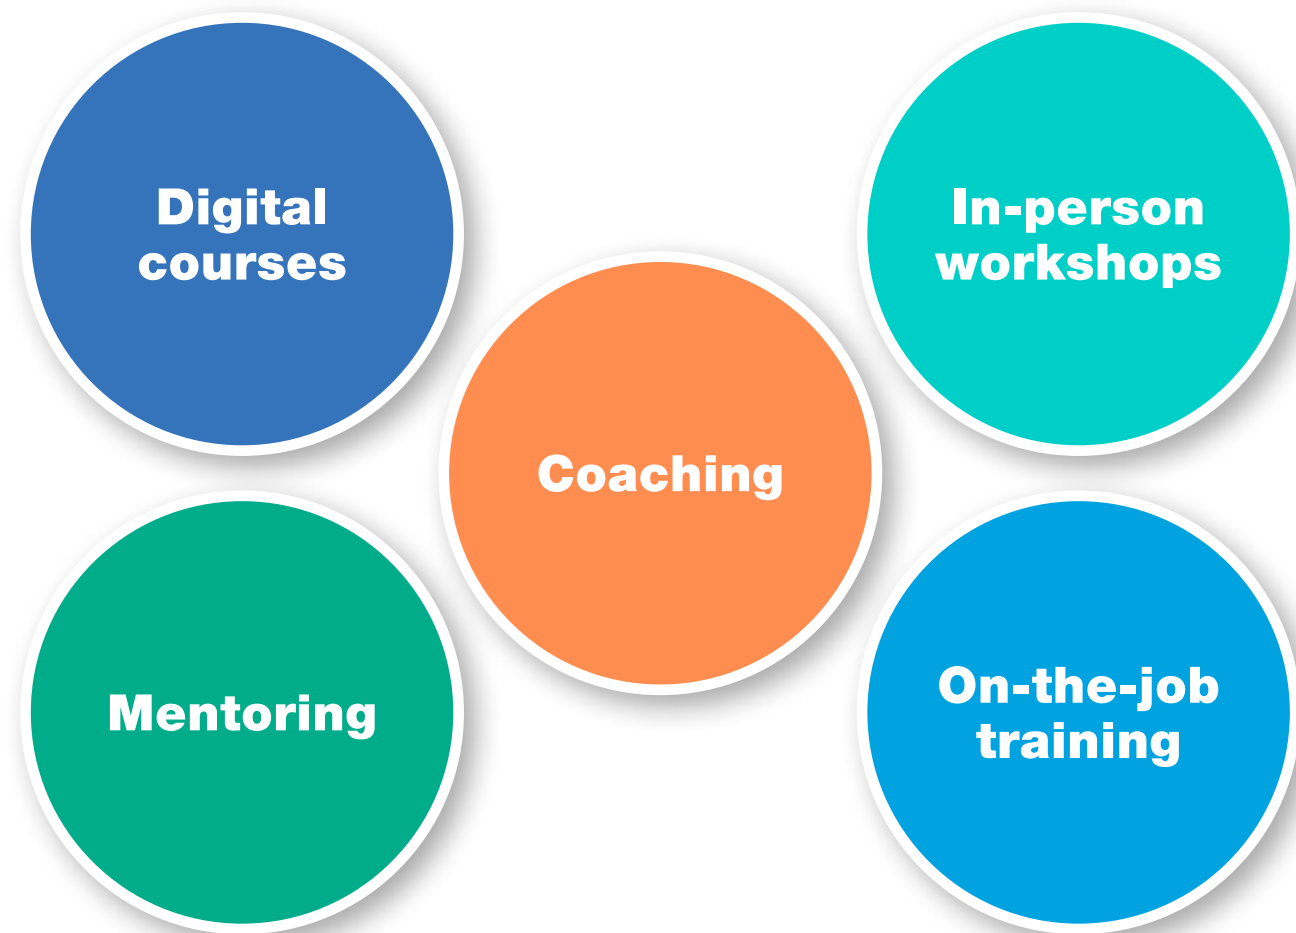 Digital
courses
In-person
workshops
Coaching
Mentoring
On-the-job
training